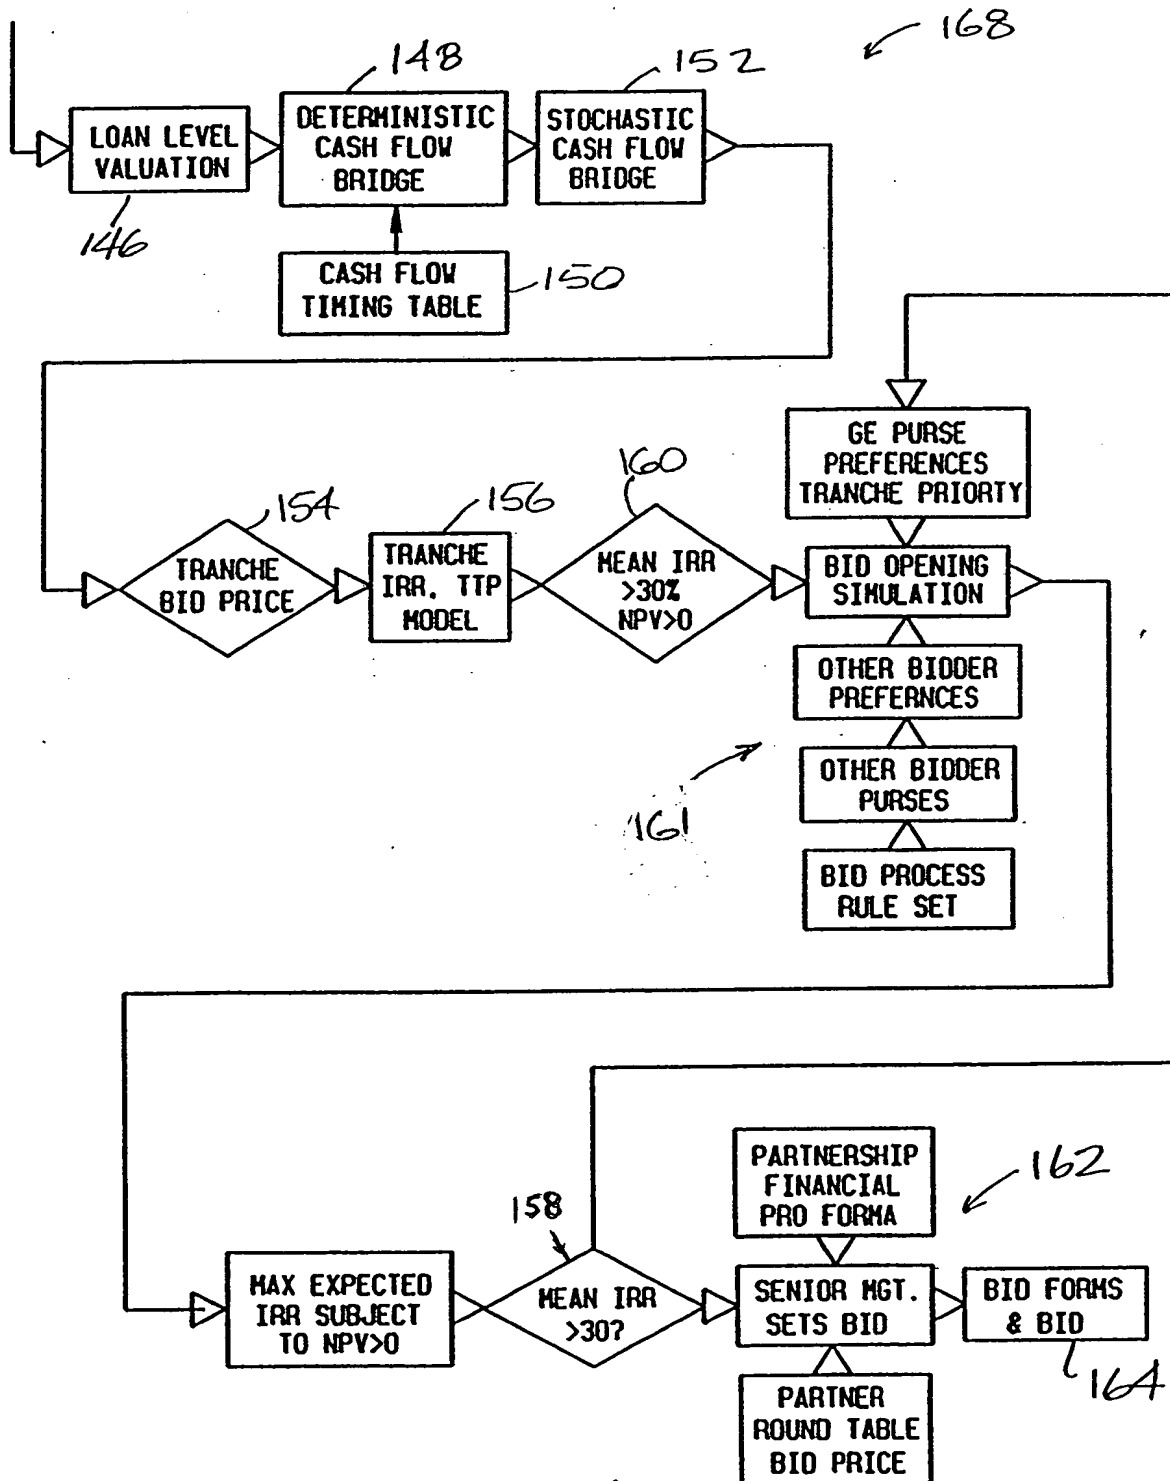 168
148
152
LOAN LEVEL
VALUATION
DETERMINISTIC
CASH FLOW
BRIDGE
STOCHASTIC
CASH FLOW
BRIDGE
146
CASH FLOW
TIMING TABLE
150
GE PURSE
PREFERENCES
TRANCHE PRIORTY
154
156
160
TRANCHE
BID PRICE
TRANCHE
IRR. TTP
MODEL
MEAN IRR
>30%
NPV>0
BID OPENING
SIMULATION
OTHER BIDDER
PREFERNCES
OTHER BIDDER
PURSES
161
BID PROCESS
RULE SET
PARTNERSHIP
FINANCIAL
PRO FORMA
162
158
MAX EXPECTED
IRR SUBJECT
TO NPV>0
MEAN IRR
>30?
SENIOR MGT.
SETS BID
BID FORMS
& BID
164
PARTNER
ROUND TABLE
BID PRICE